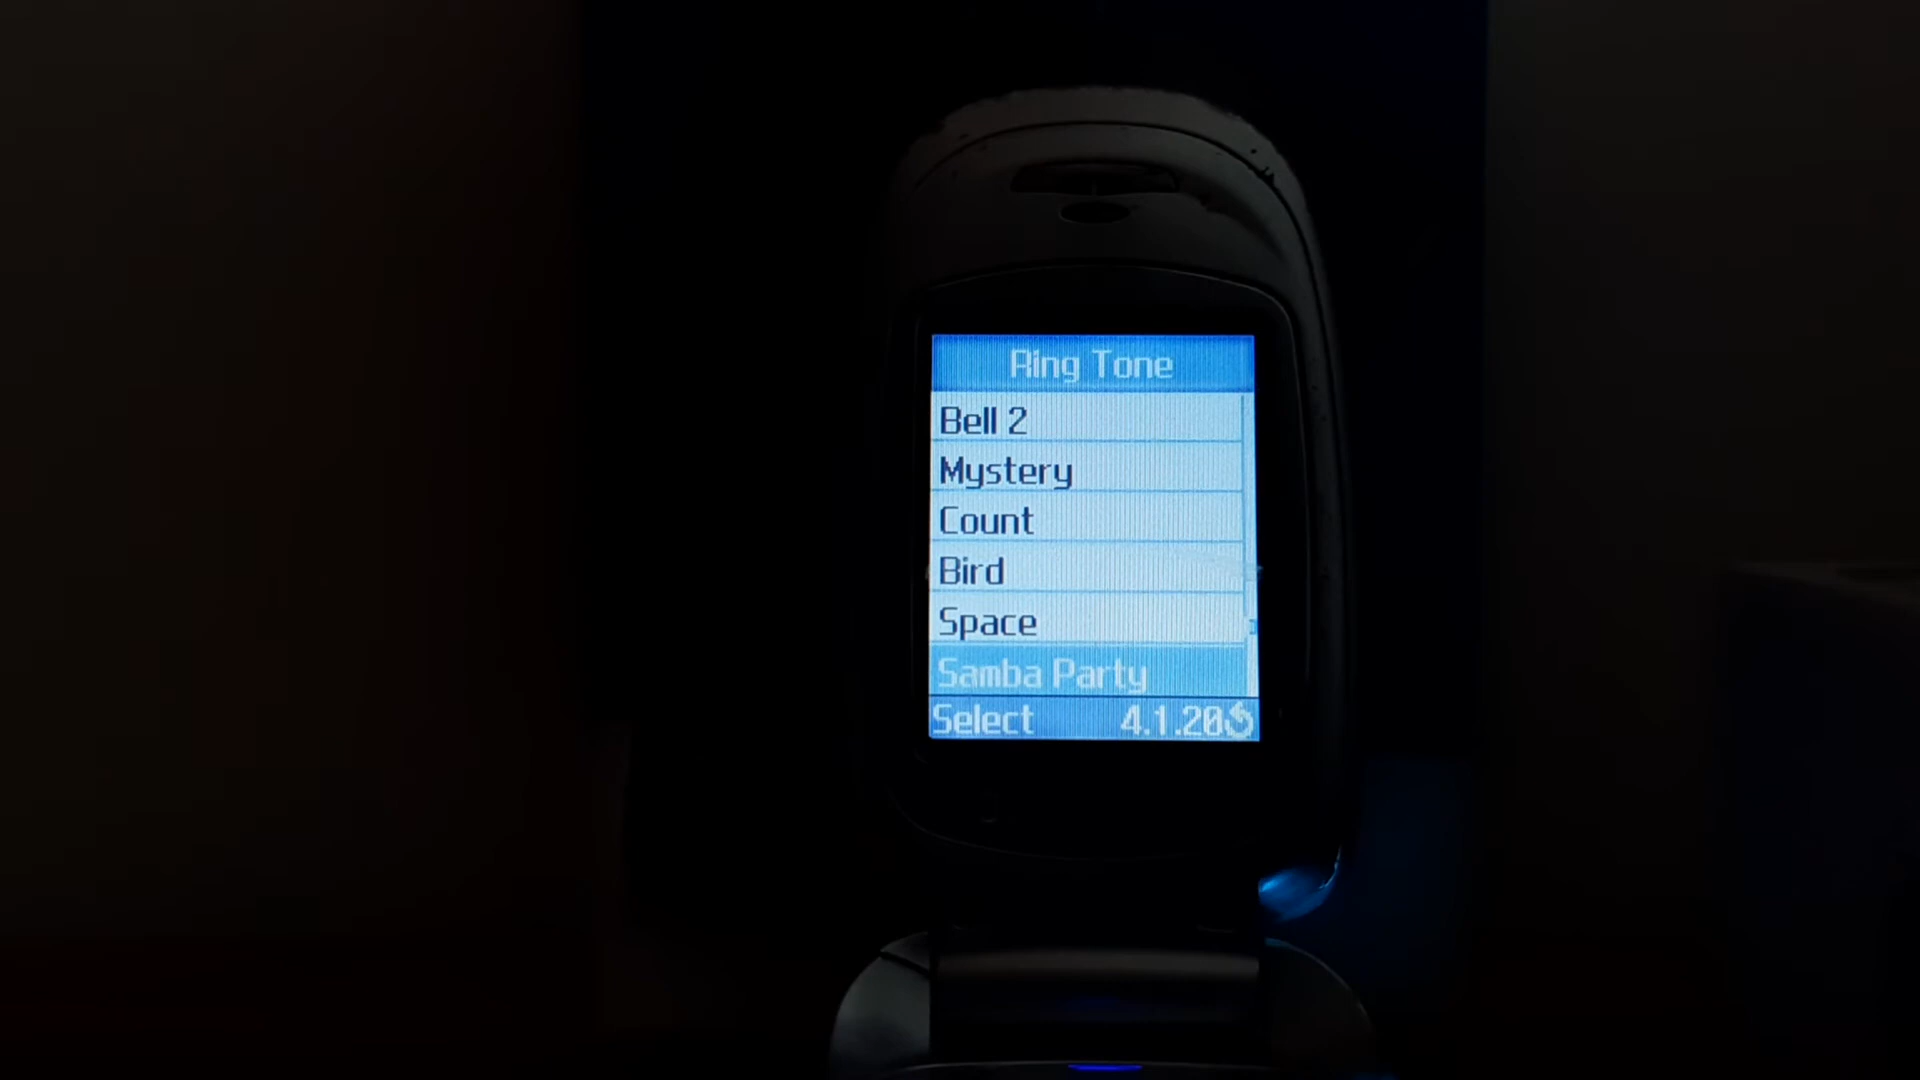 Ring Tone
Bell 2
Mystery
Count
Bird
Space
Samba Party
Select 4.1.20